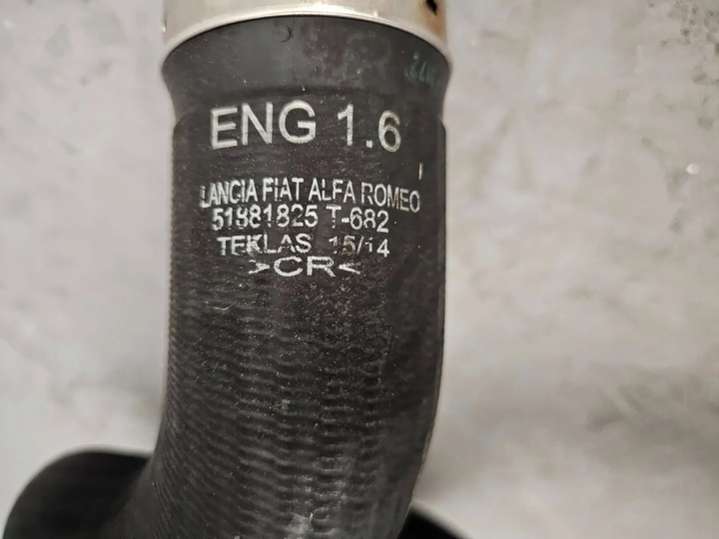 ENG 1.6
LANCIA FIAT ALFA ROMEO
51881825 T-682
TEKLAS 15/14
>CR<